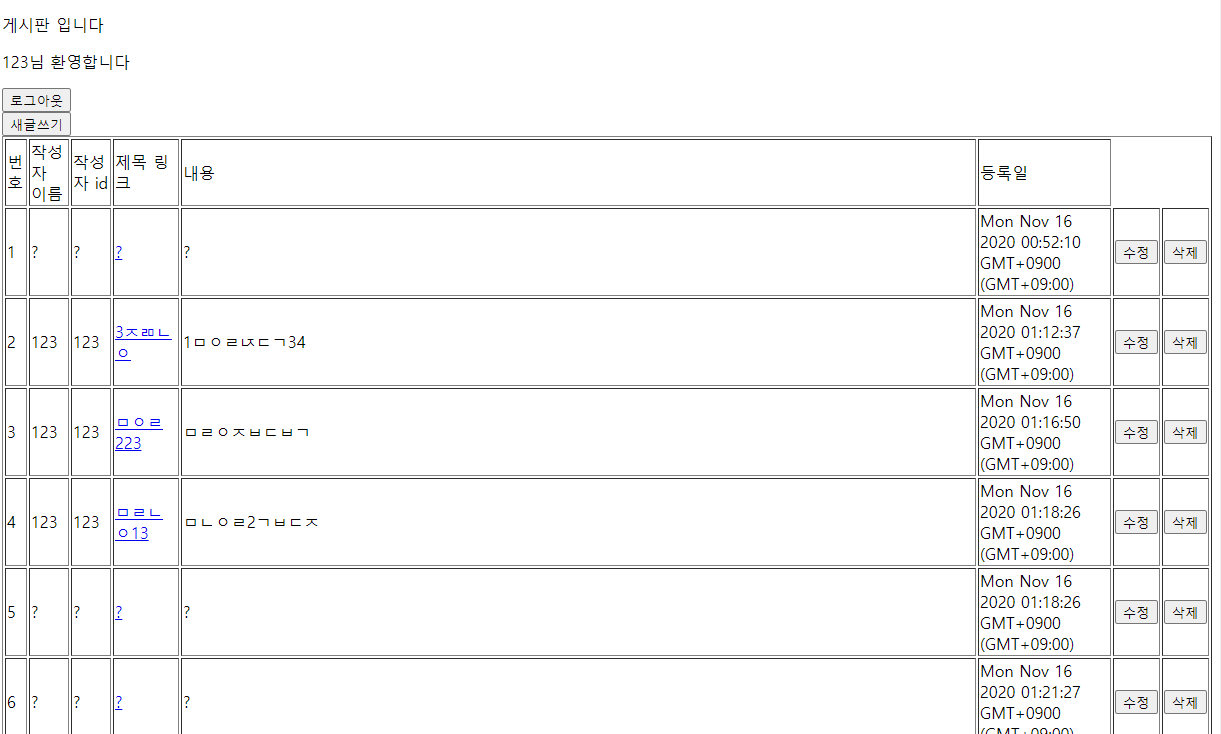 게시판 입니다
123님 환영합니다
로그아웃
새글쓰기
번호 작성자 이름 작성자 id 제목 링크 내용 등록일
1 ? ? ? ? Mon Nov 16 2020 00:52:10 GMT+0900 (GMT+09:00) 수정 삭제
2 123 123 3ㅈㄻㄴㅇ 1ㅁㅇㄹㄵㄷㄱ34 Mon Nov 16 2020 01:12:37 GMT+0900 (GMT+09:00) 수정 삭제
3 123 123 ㅁㅇㄹ223 ㅁㄹㅇㅈㅂㄷㅂㄱ Mon Nov 16 2020 01:16:50 GMT+0900 (GMT+09:00) 수정 삭제
4 123 123 ㅁㄹㄴㅇ13 ㅁㄴㅇㄹ2ㄱㅂㄷㅈ Mon Nov 16 2020 01:18:26 GMT+0900 (GMT+09:00) 수정 삭제
5 ? ? ? ? Mon Nov 16 2020 01:18:26 GMT+0900 (GMT+09:00) 수정 삭제
6 ? ? ? ? Mon Nov 16 2020 01:21:27 GMT+0900 (GMT+09:00) 수정 삭제